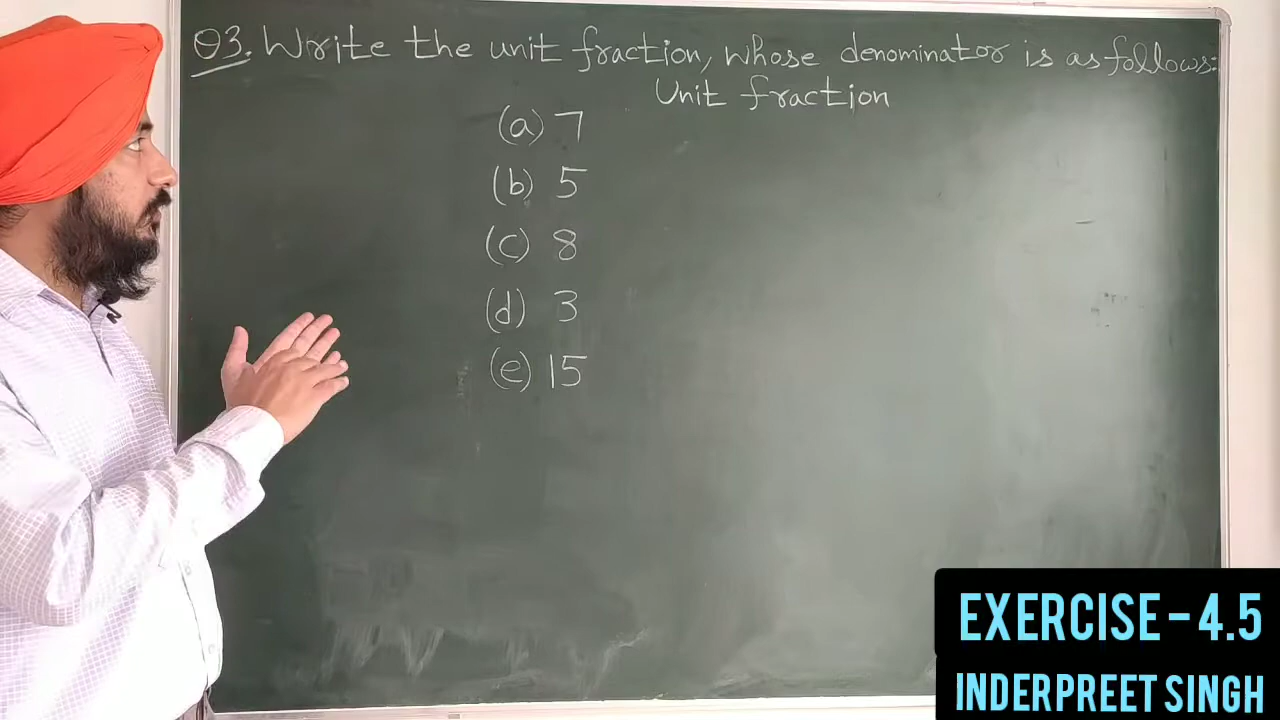 Q3. Write the unit fraction, whose denominator is as follows:
Unit fraction
(a) 7
(b) 5
(c) 8
(d) 3
(e) 15
EXERCISE - 4.5
INDERPREET SINGH